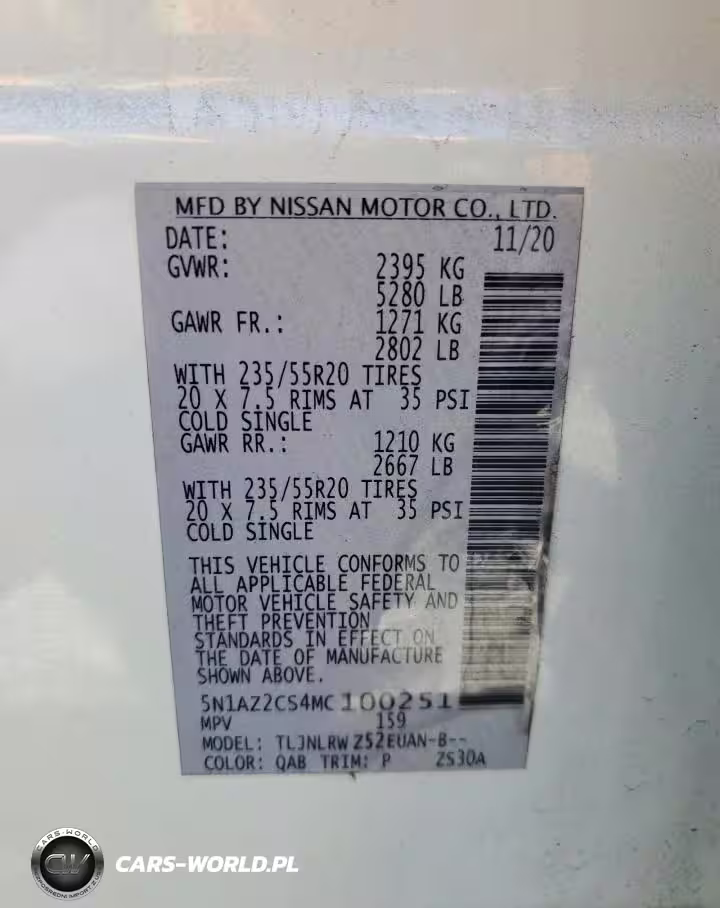 MFD BY NISSAN MOTOR CO., LTD.
DATE: 11/20
GVWR: 2395 KG
5280 LB
GAWR FR.: 1271 KG
2802 LB
WITH 235/55R20 TIRES
20 X 7.5 RIMS AT 35 PSI
COLD SINGLE
GAWR RR.: 1210 KG
2667 LB
WITH 235/55R20 TIRES
20 X 7.5 RIMS AT 35 PSI
COLD SINGLE
THIS VEHICLE CONFORMS TO
ALL APPLICABLE FEDERAL
MOTOR VEHICLE SAFETY AND
THEFT PREVENTION
STANDARDS IN EFFECT ON
THE DATE OF MANUFACTURE
SHOWN ABOVE.
5N1AZ2CS4MC100251
MPV 159
MODEL: TLJNLRWZ52EUAN-B--
COLOR: QAB TRIM: P ZS30A
CARS-WORLD
CW
CARS-WORLD.PL